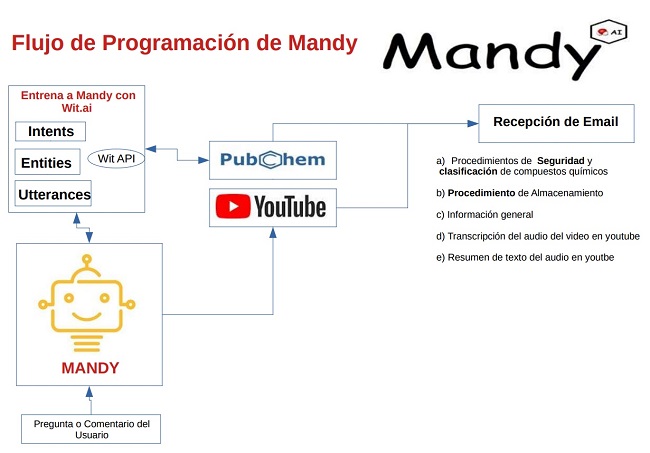 Flujo de Programación de Mandy
Mandy
AI
Entrena a Mandy con
Wit.ai
Intents
Entities
Wit API
Utterances
PubChem
YouTube
MANDY
Pregunta o Comentario del
Usuario
Recepción de Email
a) Procedimientos de Seguridad y
clasificación de compuestos químicos
b) Procedimiento de Almacenamiento
c) Información general
d) Transcripción del audio del video en youtube
e) Resumen de texto del audio en youtbe